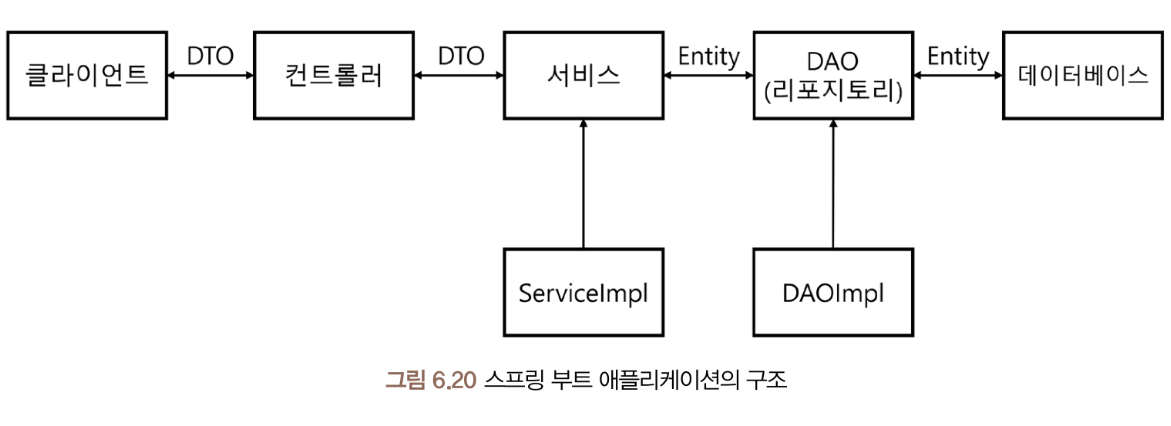 클라이언트
DTO
컨트롤러
DTO
서비스
Entity
DAO
(리포지토리)
Entity
데이터베이스
ServiceImpl
DAOImpl
그림 6.20 스프링 부트 애플리케이션의 구조